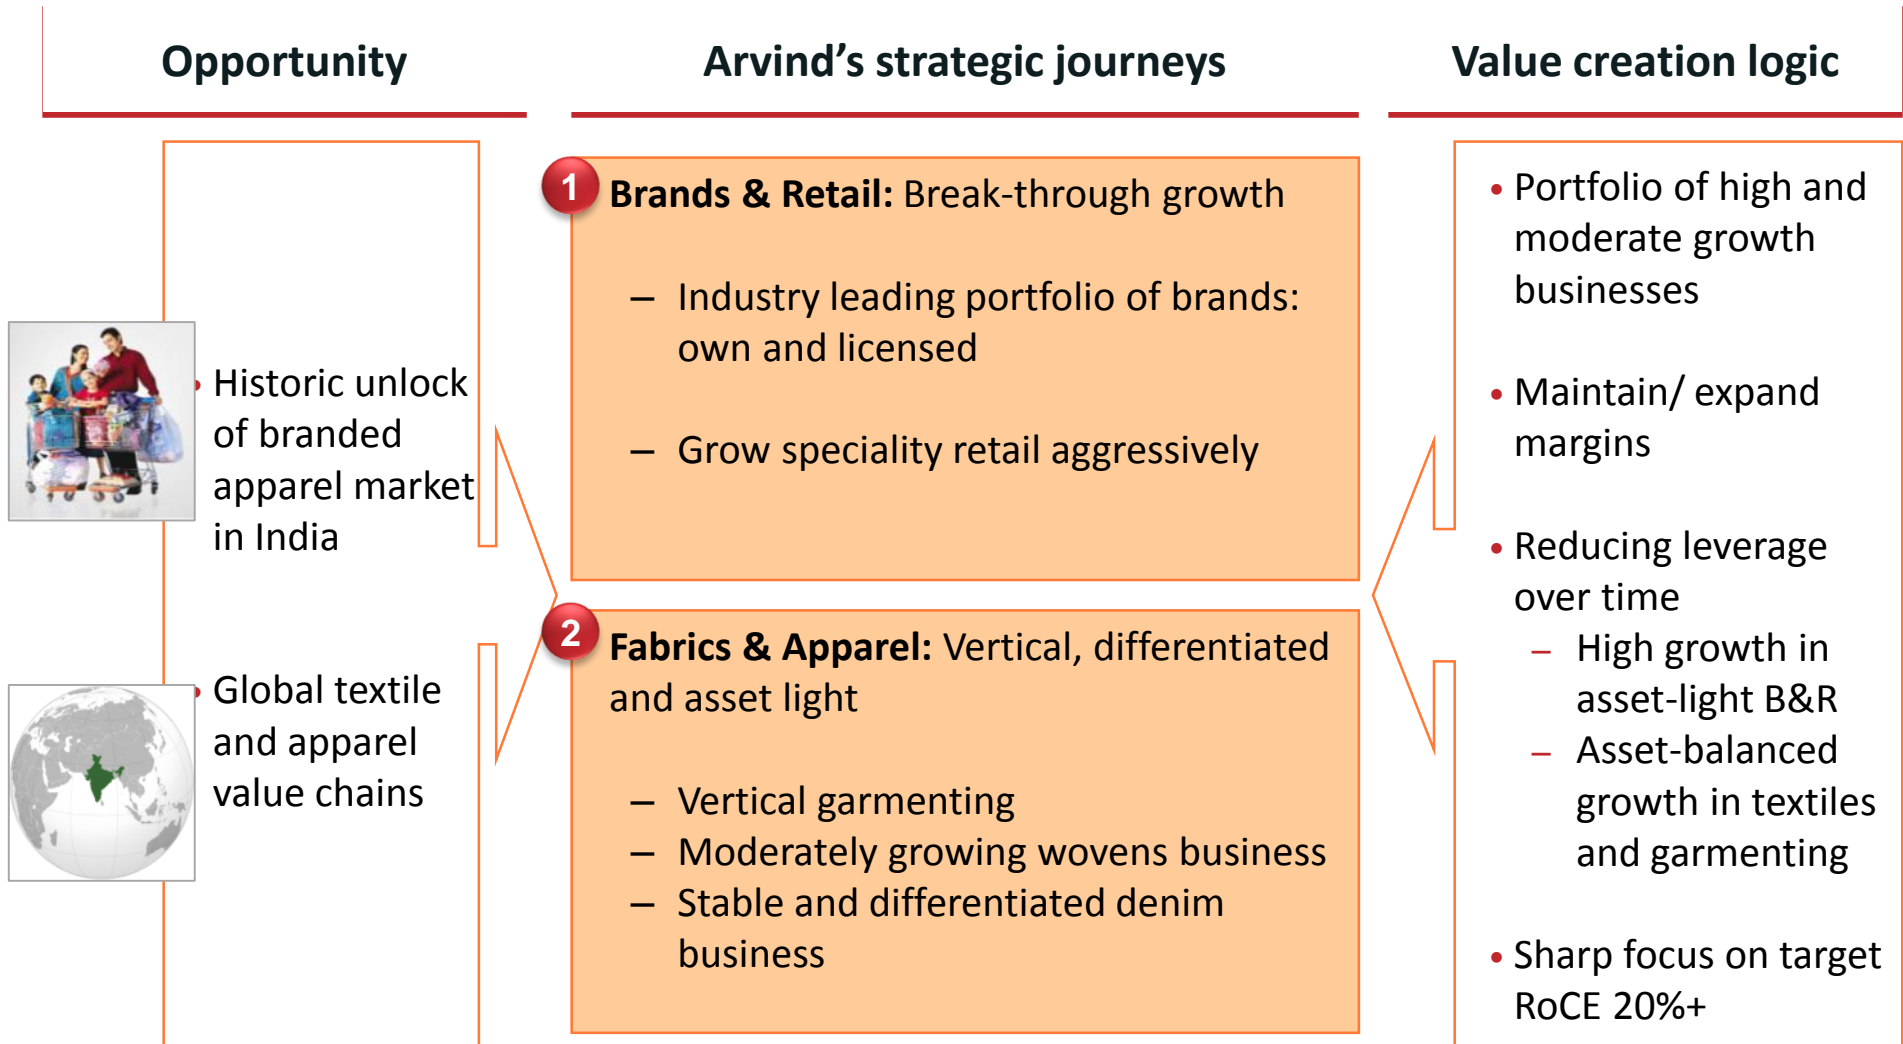 Opportunity
Arvind’s strategic journeys
Value creation logic
• Historic unlock
of branded
apparel market
in India
• Global textile
and apparel
value chains
1
Brands & Retail: Break-through growth
– Industry leading portfolio of brands:
own and licensed
– Grow speciality retail aggressively
2
Fabrics & Apparel: Vertical, differentiated
and asset light
– Vertical garmenting
– Moderately growing wovens business
– Stable and differentiated denim
business
• Portfolio of high and
moderate growth
businesses
• Maintain/ expand
margins
• Reducing leverage
over time
– High growth in
asset-light B&R
– Asset-balanced
growth in textiles
and garmenting
• Sharp focus on target
RoCE 20%+